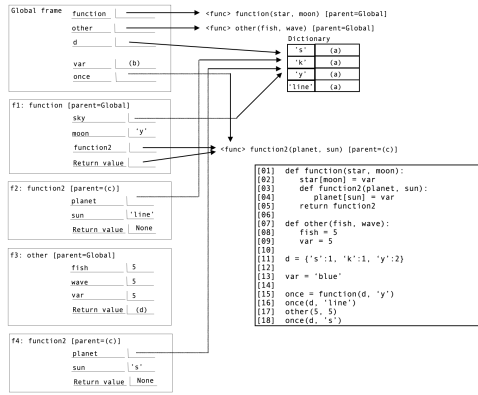 Global frame
function
<func> function(star, moon) [parent=Global]
other
<func> other(fish, wave) [parent=Global]
d
var (b)
once
Dictionary
's' (a)
'k' (a)
'y' (a)
'line' (a)
f1: function [parent=Global]
sky
moon 'y'
function2
Return value
<func> function2(planet, sun) [parent=(c)]
f2: function2 [parent=(c)]
planet
sun 'line'
Return value None
f3: other [parent=Global]
fish 5
wave 5
var 5
Return value (d)
f4: function2 [parent=(c)]
planet
sun 's'
Return value None
[01] def function(star, moon):
[02] star[moon] = var
[03] def function2(planet, sun):
[04] planet[sun] = var
[05] return function2
[06]
[07] def other(fish, wave):
[08] fish = 5
[09] var = 5
[10]
[11] d = {'s':1, 'k':1, 'y':2}
[12]
[13] var = 'blue'
[14]
[15] once = function(d, 'y')
[16] once(d, 'line')
[17] other(5, 5)
[18] once(d, 's')